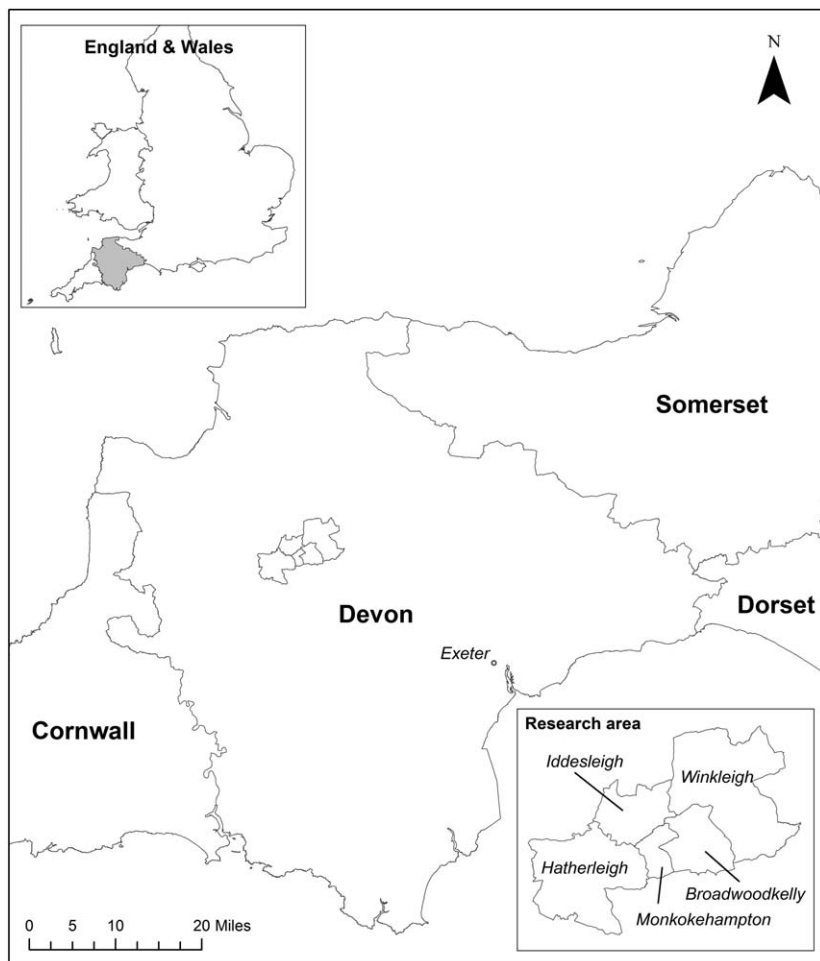 England & Wales
N
Somerset
Devon
Dorset
Exeter
Cornwall
Research area
Iddesleigh
Winkleigh
Hatherleigh
Broadwoodkelly
Monkokehampton
0 5 10 20 Miles